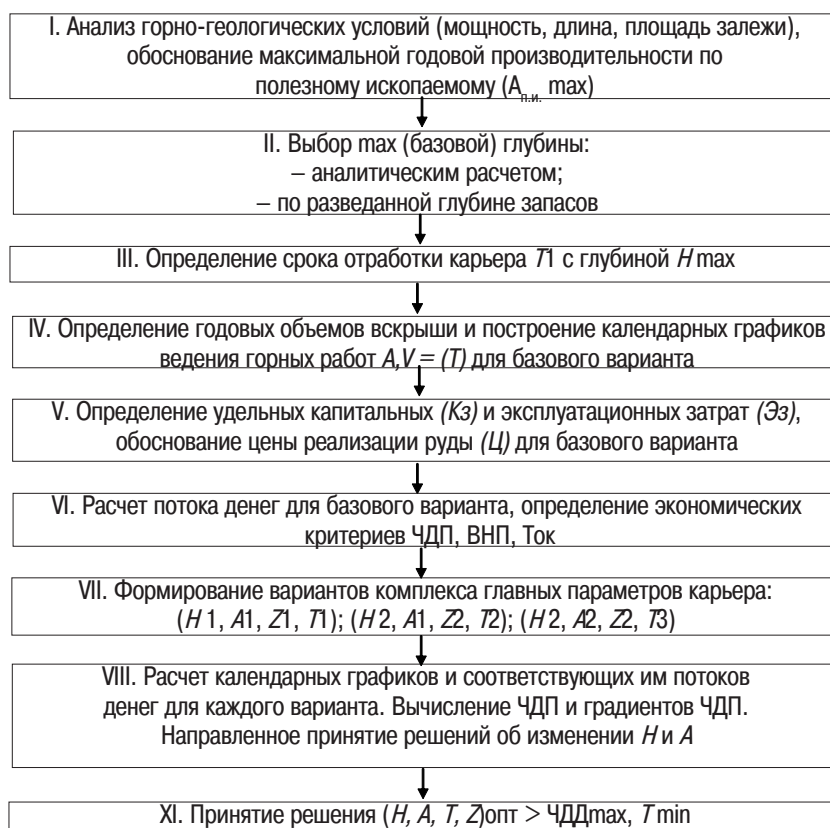 I. Анализ горно-геологических условий (мощность, длина, площадь залежи),
обоснование максимальной годовой производительности по
полезному ископаемому (Ап.и. max)
II. Выбор max (базовой) глубины:
– аналитическим расчетом;
– по разведанной глубине запасов
III. Определение срока отработки карьера T1 с глубиной H max
IV. Определение годовых объемов вскрыши и построение календарных графиков
ведения горных работ A,V = (T) для базового варианта
V. Определение удельных капитальных (Кз) и эксплуатационных затрат (Эз),
обоснование цены реализации руды (Ц) для базового варианта
VI. Расчет потока денег для базового варианта, определение экономических
критериев ЧДП, ВНП, Ток
VII. Формирование вариантов комплекса главных параметров карьера:
(H 1, A1, Z1, T1); (H 2, A1, Z2, T2); (H 2, A2, Z2, T3)
VIII. Расчет календарных графиков и соответствующих им потоков
денег для каждого варианта. Вычисление ЧДП и градиентов ЧДП.
Направленное принятие решений об изменении H и A
XI. Принятие решения (H, A, T, Z)опт > ЧДДmax, T min